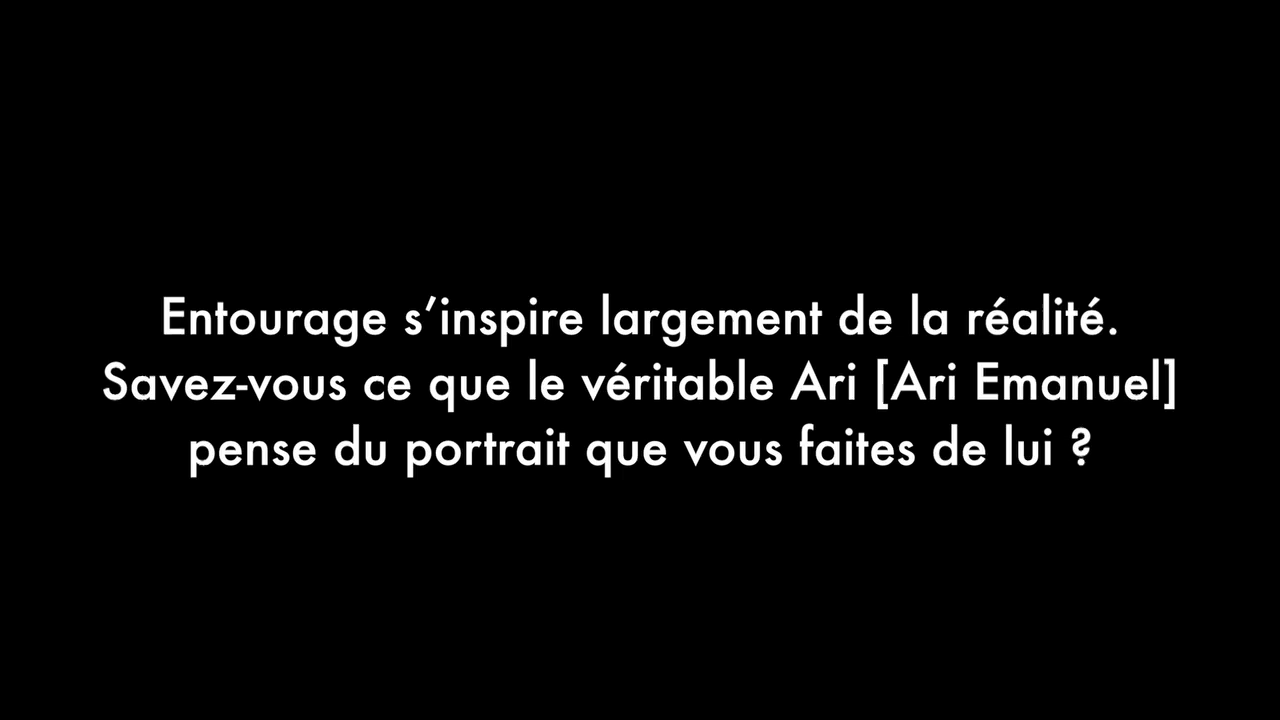 Entourage s’inspire largement de la réalité.
Savez-vous ce que le véritable Ari [Ari Emanuel]
pense du portrait que vous faites de lui ?